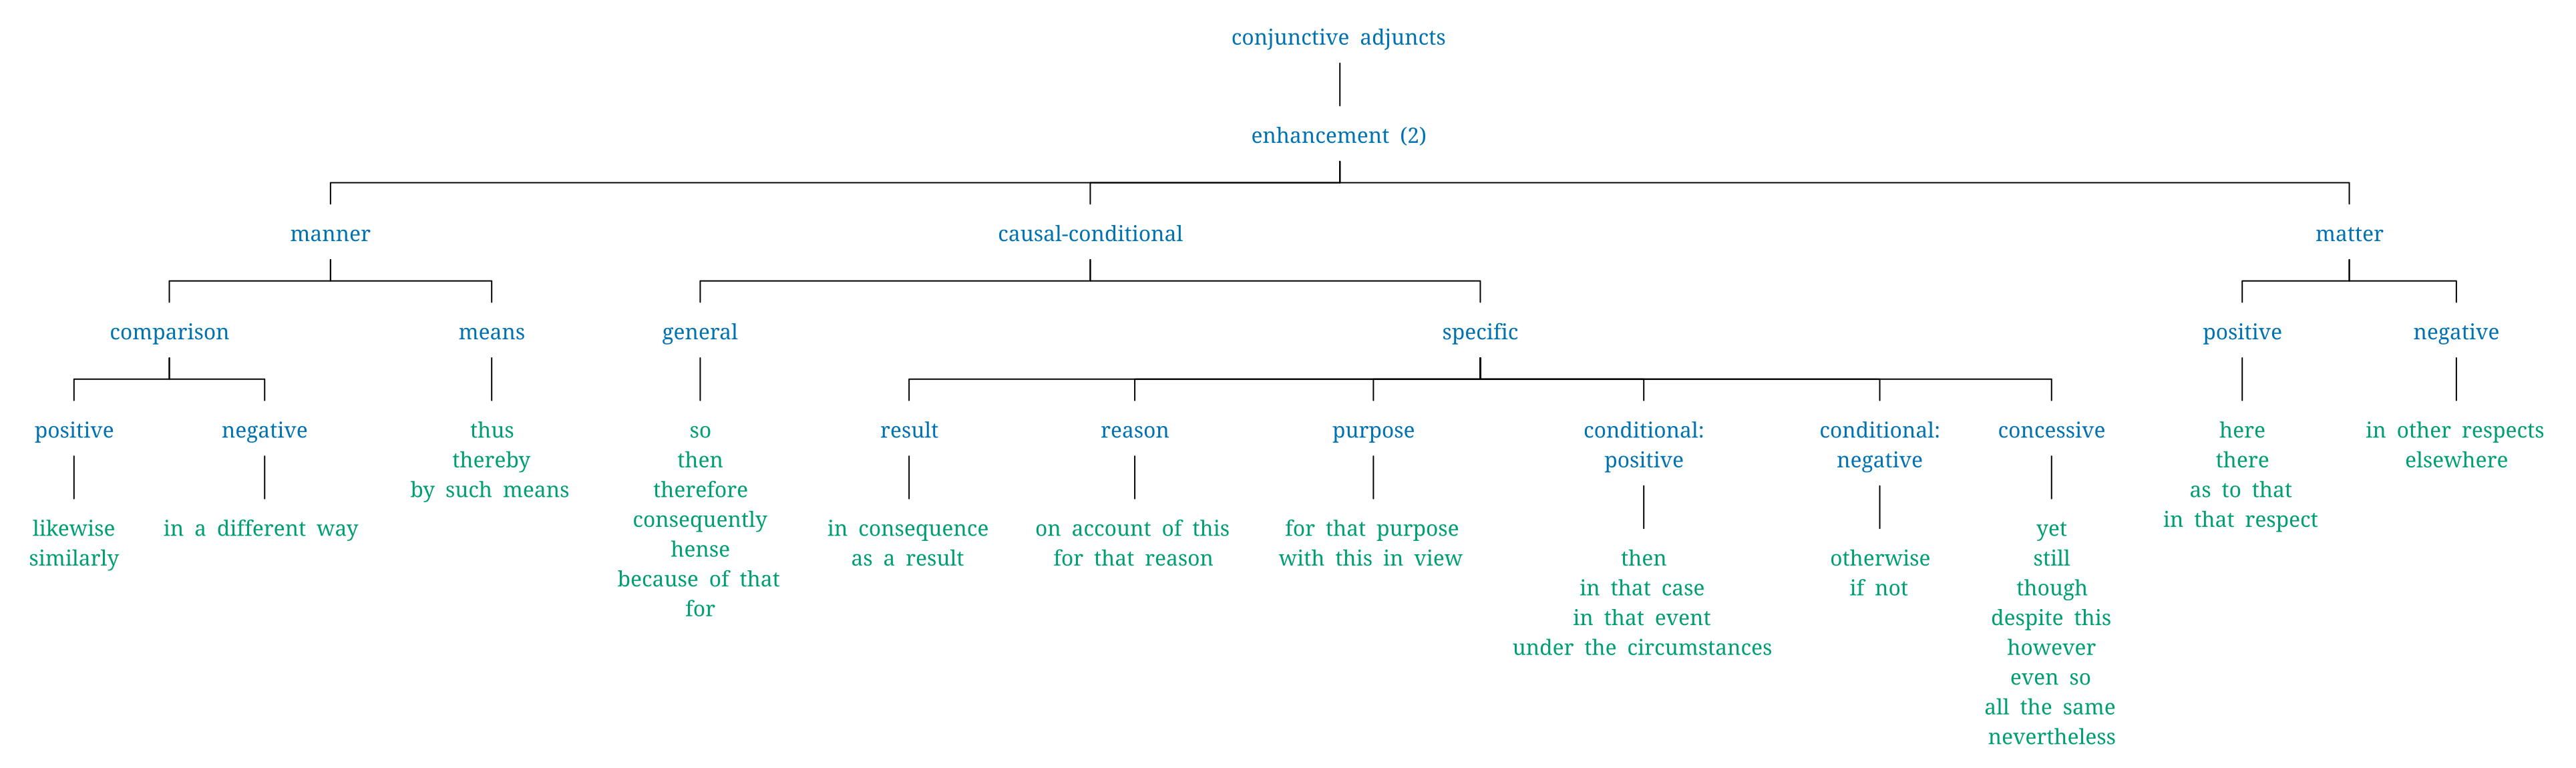 conjunctive adjuncts
enhancement (2)
manner
causal-conditional
matter
comparison
means
general
specific
positive
negative
positive
negative
thus
thereby
by such means
so
then
therefore
consequently
hense
because of that
for
result
reason
purpose
conditional:
positive
conditional:
negative
concessive
here
there
as to that
in that respect
in other respects
elsewhere
likewise
similarly
in a different way
in consequence
as a result
on account of this
for that reason
for that purpose
with this in view
then
in that case
in that event
under the circumstances
otherwise
if not
yet
still
though
despite this
however
even so
all the same
nevertheless